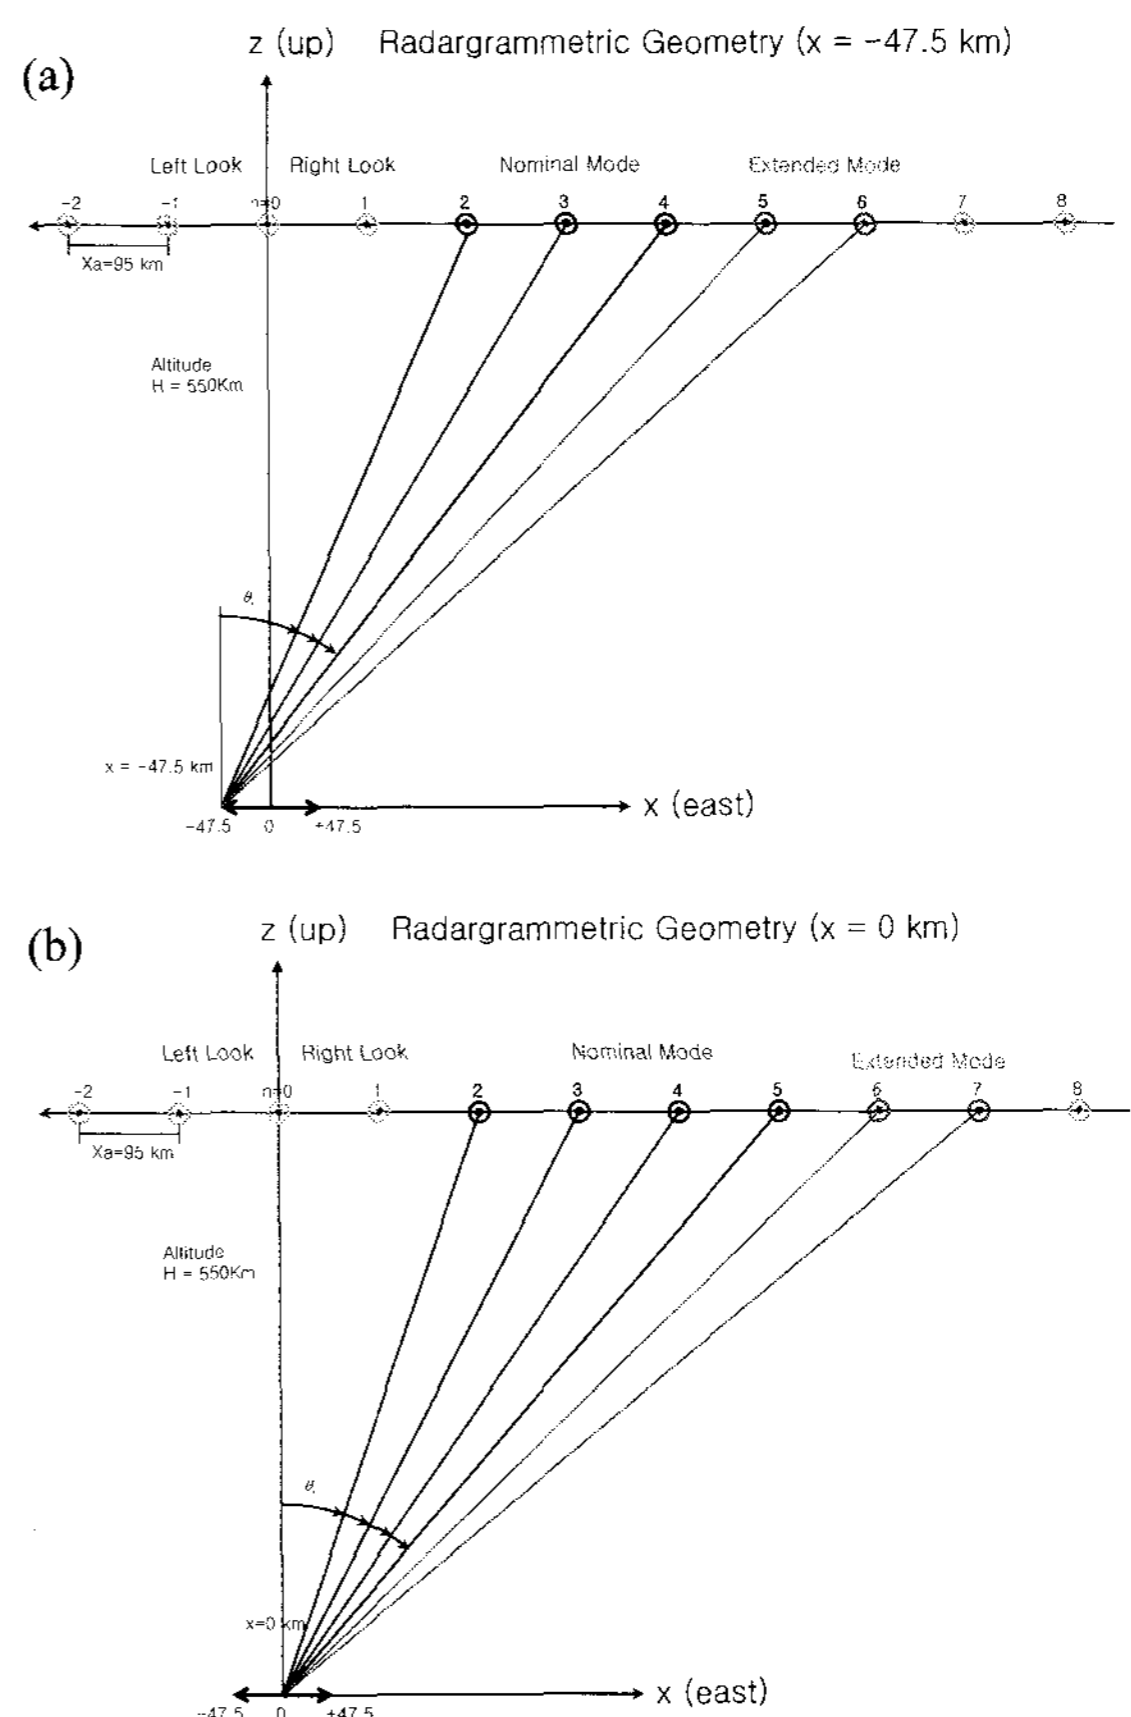 (a)
z (up) Radargrammetric Geometry (x = -47.5 km)
Left Look Right Look Nominal Mode Extended Mode
-2 -1 n=0 1 2 3 4 5 6 7 8
Xa=95 km
Altitude
H = 550Km
θ
x = -47.5 km
x (east)
-47.5 0 +47.5
(b)
z (up) Radargrammetric Geometry (x = 0 km)
Left Look Right Look Nominal Mode Extended Mode
-2 -1 n=0 1 2 3 4 5 6 7 8
Xa=95 km
Altitude
H = 550Km
θ
x=0 km
x (east)
-47.5 0 +47.5